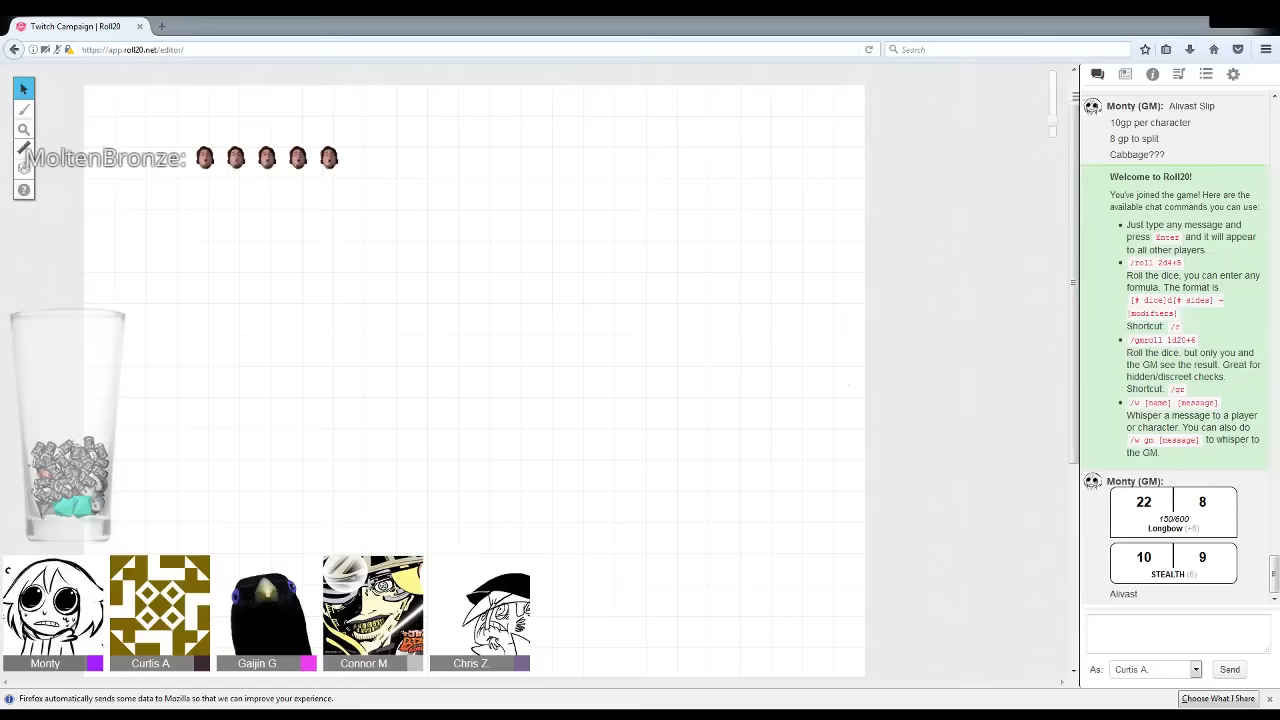 Twitch Campaign | Roll20
https://app.roll20.net/editor/
Search
MoltenBronze:
Monty (GM): Alivast Slip
10gp per character
8 gp to split
Cabbage???
Welcome to Roll20!
You've joined the game! Here are the
available chat commands you can use:
Just type any message and
press Enter and it will appear
to all other players.
/roll 2d4+5
Roll the dice, you can enter any
formula. The format is
[# dice]d[# sides] +
[modifiers]
Shortcut: /r
/gmroll 1d20+6
Roll the dice, but only you and
the GM see the result. Great for
hidden/discreet checks.
Shortcut: /gr
/w [name] [message]
Whisper a message to a player
or character. You can also do
/w gm [message] to whisper to
the GM.
Monty (GM):
22 8
150/600
Longbow (+8)
10 9
STEALTH (6)
Alivast
Monty
Curtis A.
Gaijin G.
Connor M.
Chris Z.
As: Curtis A. Send
Firefox automatically sends some data to Mozilla so that we can improve your experience.
Choose What I Share